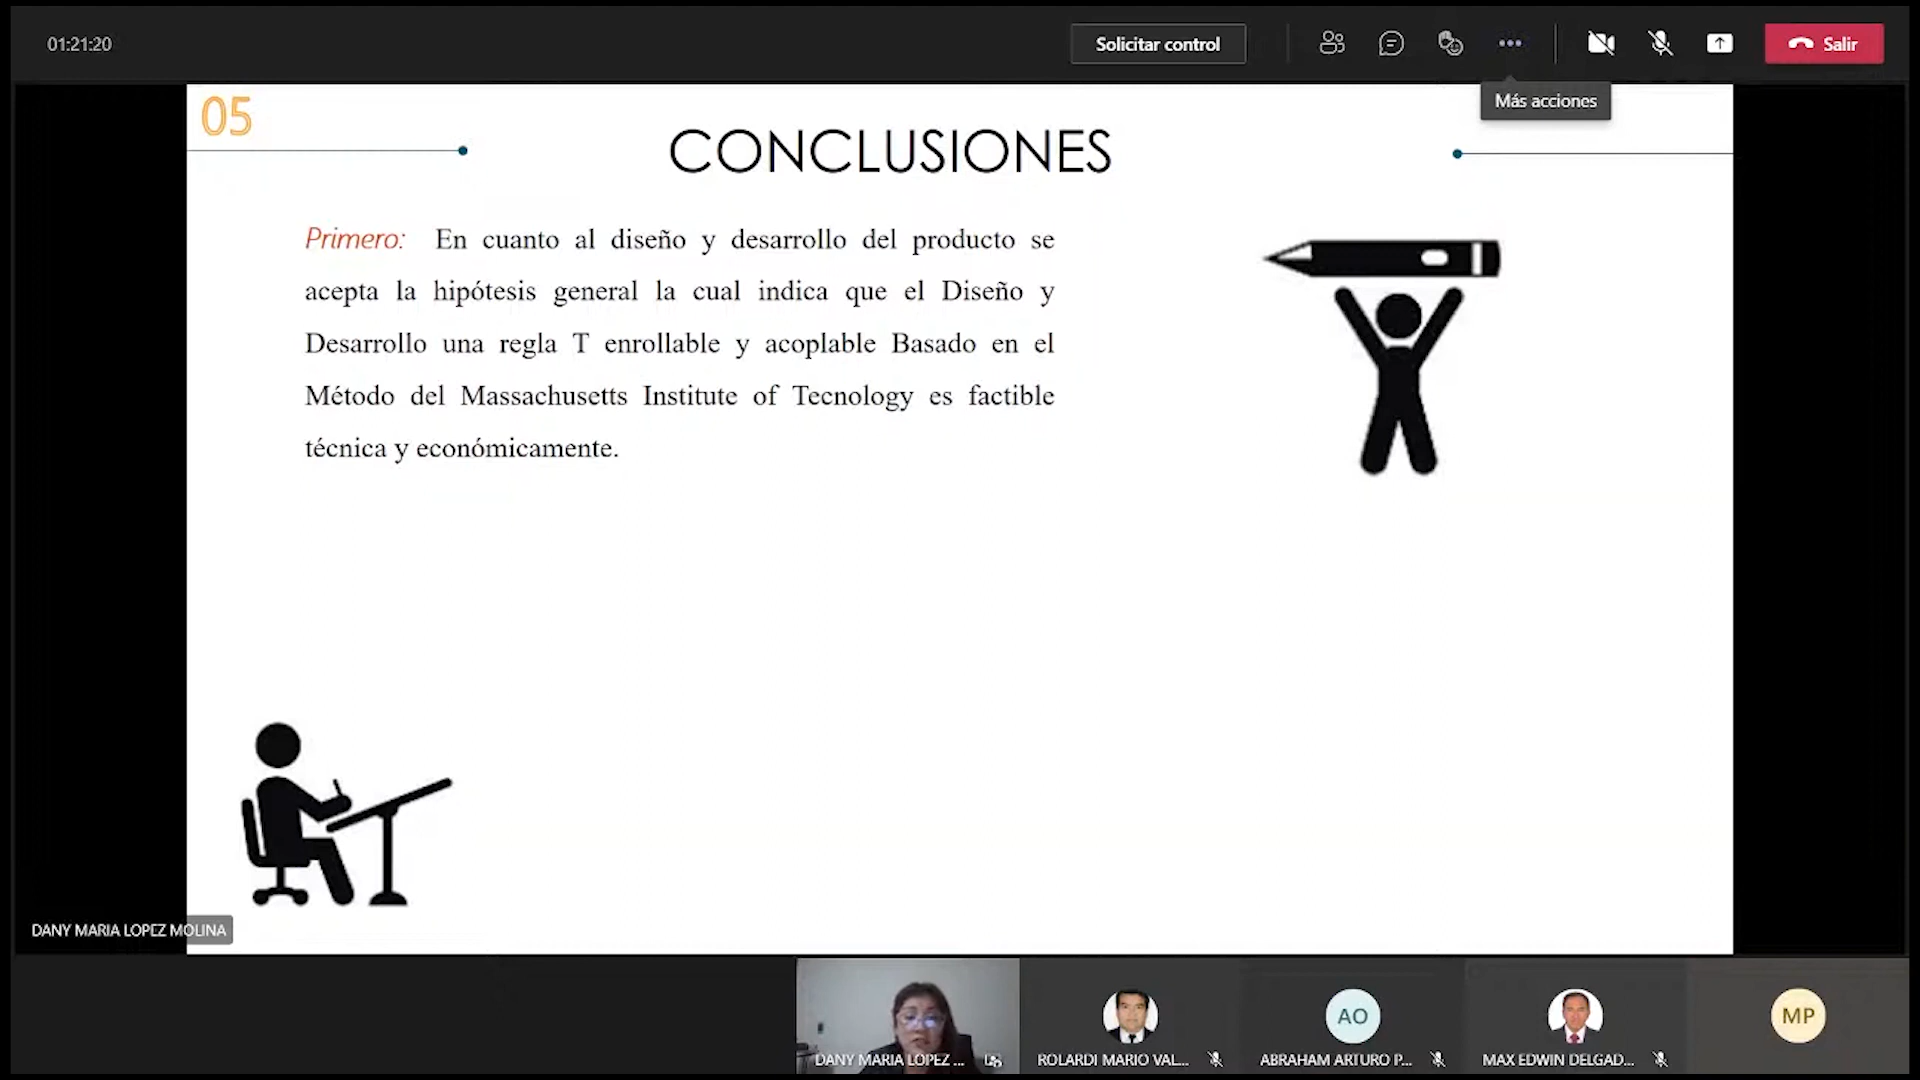 01:21:20
Solicitar control
Salir
Más acciones
05
CONCLUSIONES
Primero: En cuanto al diseño y desarrollo del producto se
acepta la hipótesis general la cual indica que el Diseño y
Desarrollo una regla T enrollable y acoplable Basado en el
Método del Massachusetts Institute of Tecnology es factible
técnica y económicamente.
DANY MARIA LOPEZ MOLINA
DANY MARIA LOPEZ ...
ROLARDI MARIO VAL...
AO
ABRAHAM ARTURO P...
MAX EDWIN DELGAD...
MP